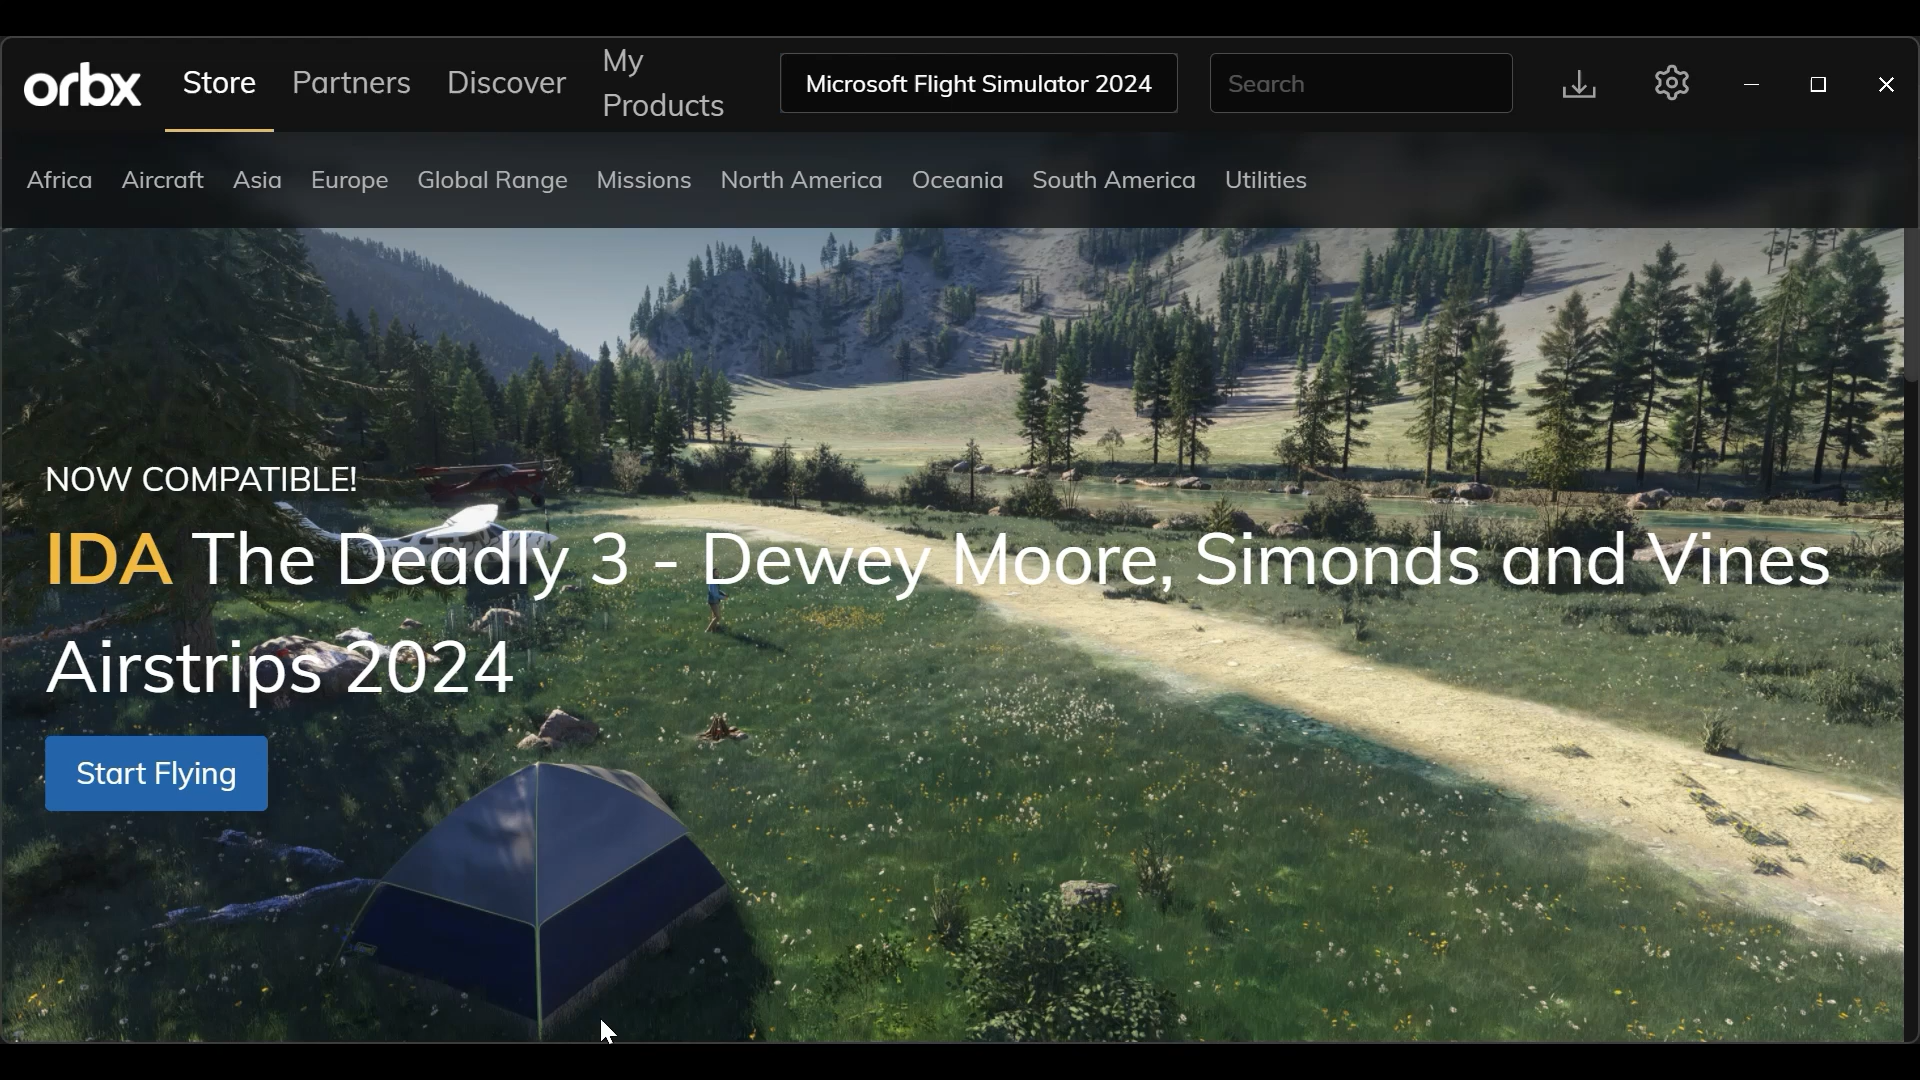 orbx Store Partners Discover My Products Microsoft Flight Simulator 2024 Search
Africa Aircraft Asia Europe Global Range Missions North America Oceania South America Utilities
NOW COMPATIBLE!
IDA The Deadly 3 - Dewey Moore, Simonds and Vines
Airstrips 2024
Start Flying